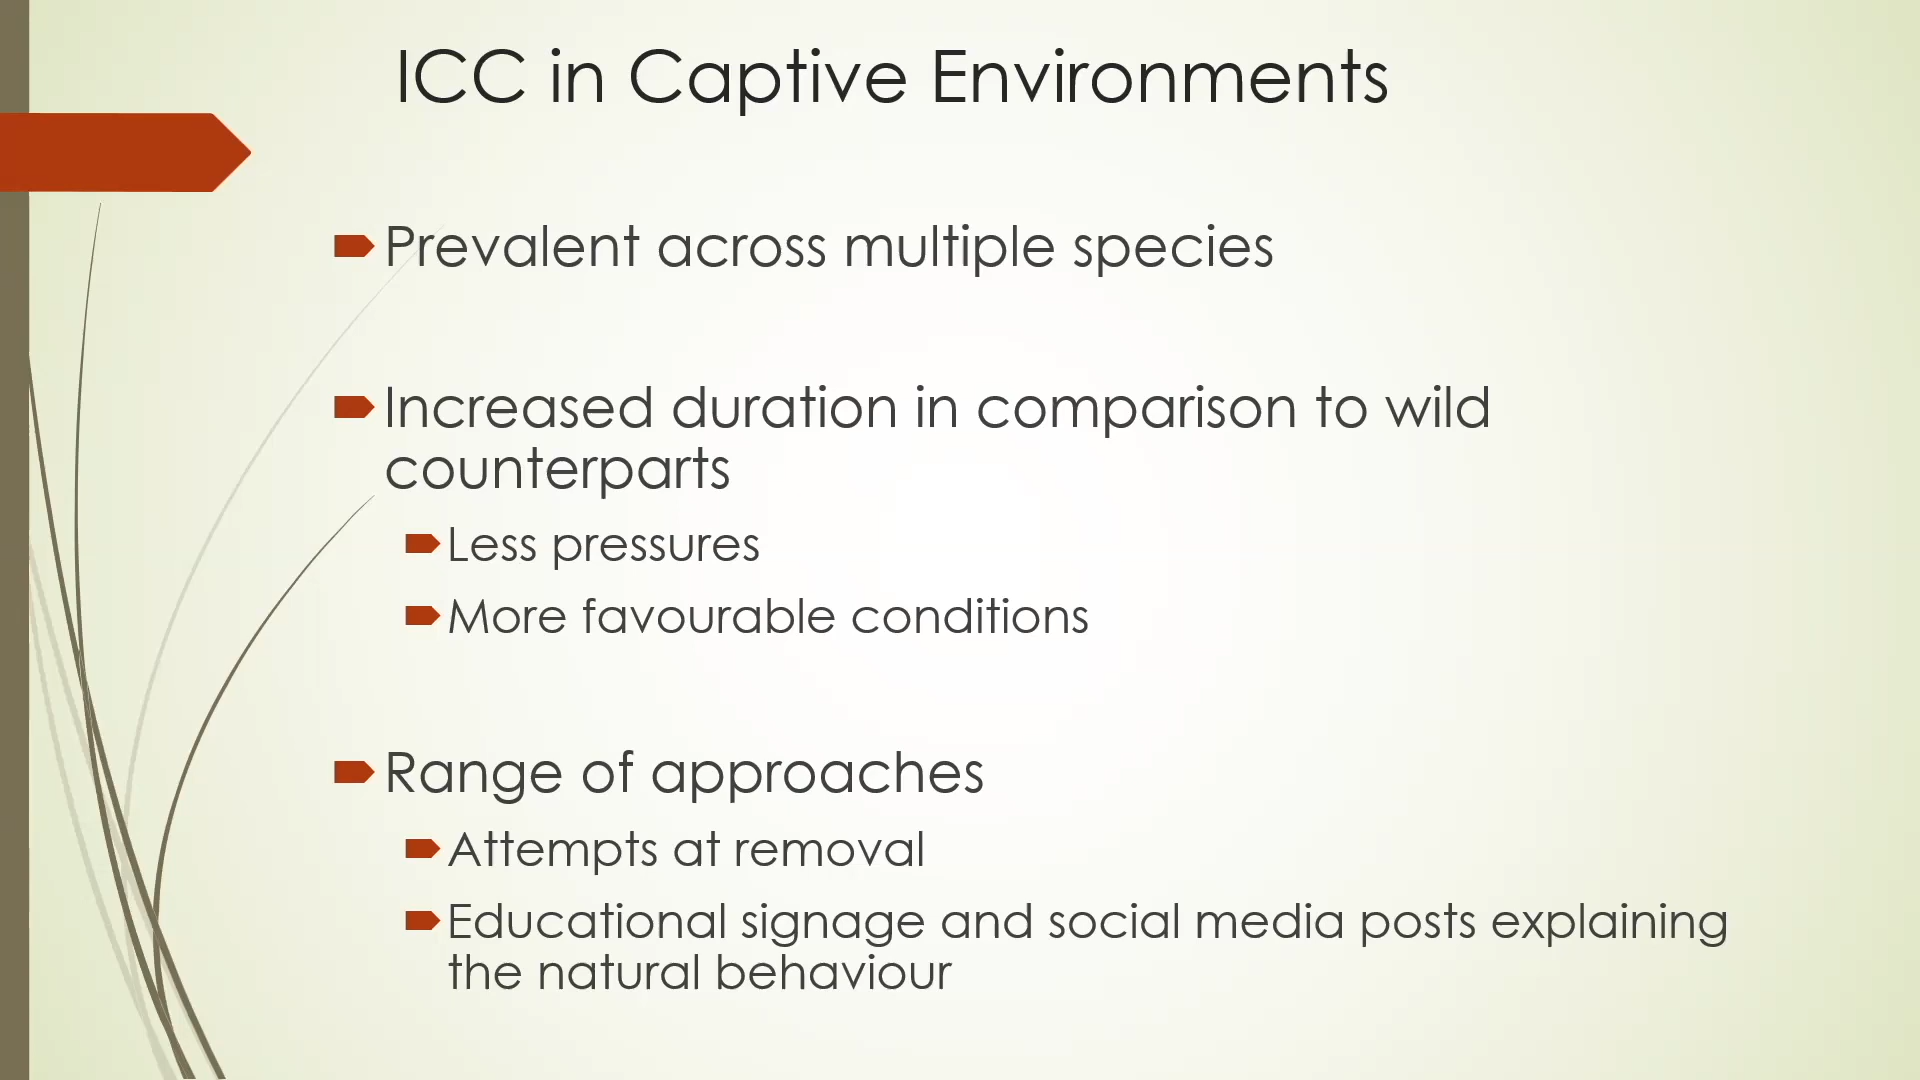 ICC in Captive Environments
Prevalent across multiple species
Increased duration in comparison to wild
counterparts
Less pressures
More favourable conditions
Range of approaches
Attempts at removal
Educational signage and social media posts explaining
the natural behaviour